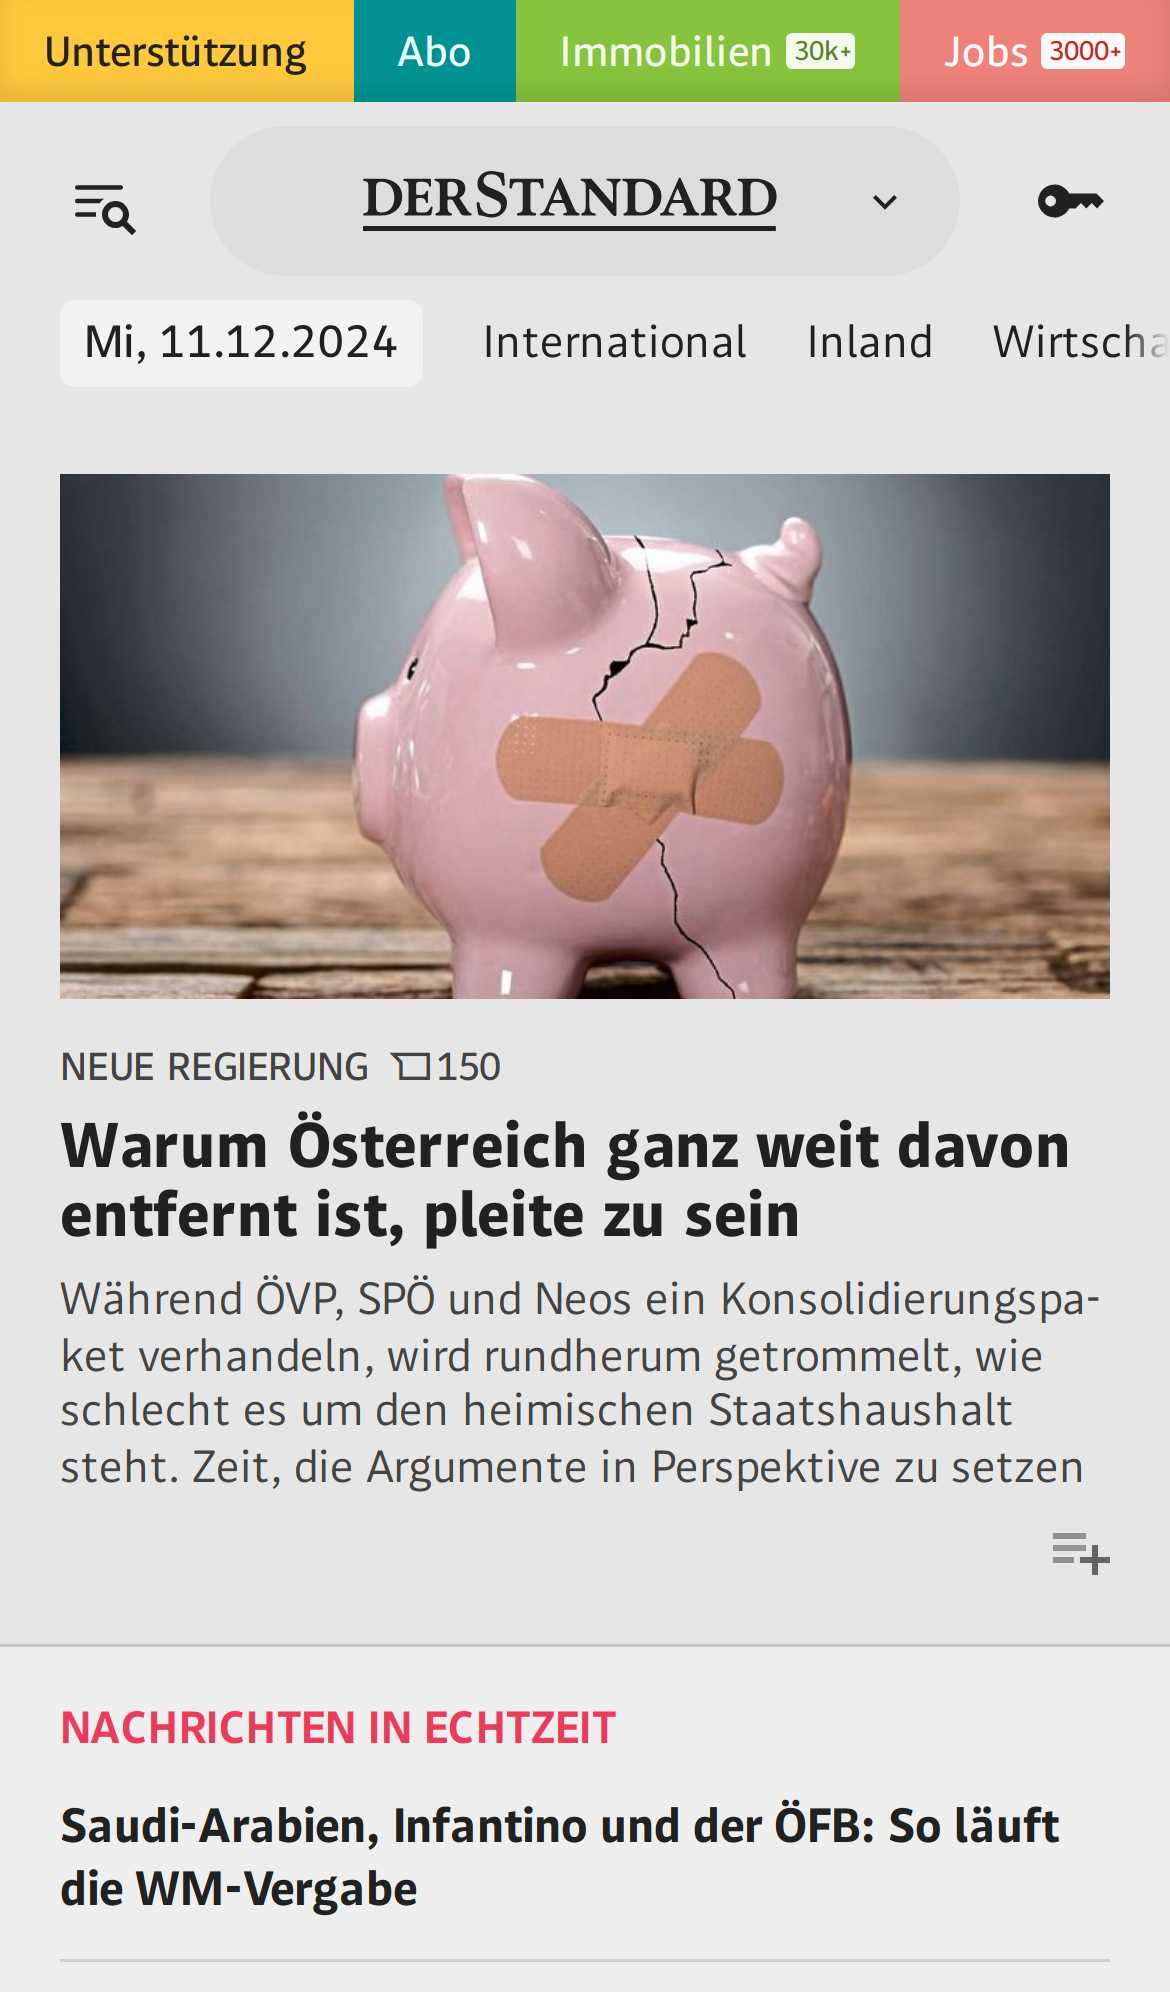 Unterstützung Abo Immobilien 30k+ Jobs 3000+
DERSTANDARD
Mi, 11.12.2024 International Inland Wirtscha
NEUE REGIERUNG 150
Warum Österreich ganz weit davon
entfernt ist, pleite zu sein
Während ÖVP, SPÖ und Neos ein Konsolidierungspa-
ket verhandeln, wird rundherum getrommelt, wie
schlecht es um den heimischen Staatshaushalt
steht. Zeit, die Argumente in Perspektive zu setzen
NACHRICHTEN IN ECHTZEIT
Saudi-Arabien, Infantino und der ÖFB: So läuft
die WM-Vergabe